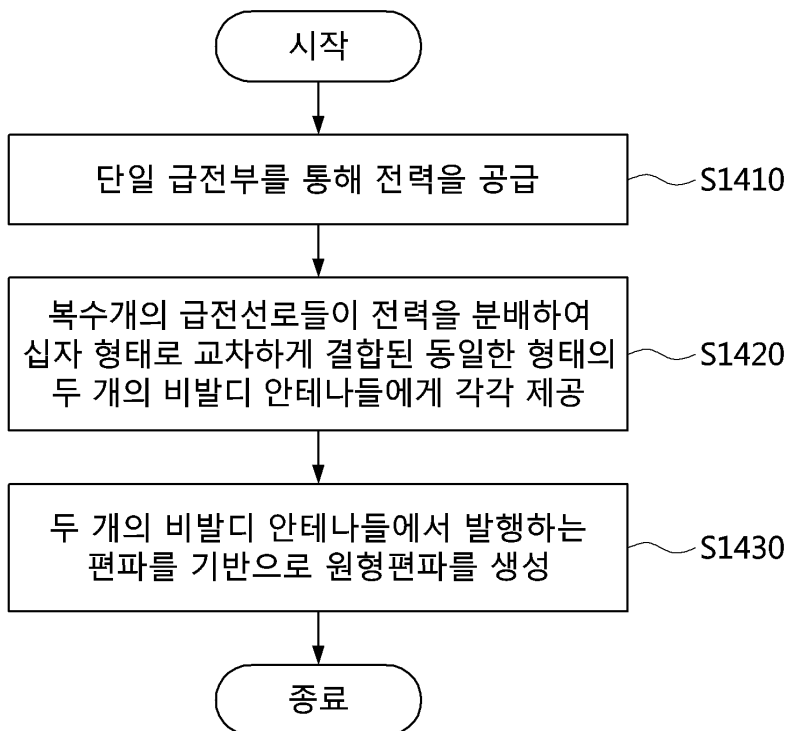 시작
단일 급전부를 통해 전력을 공급
S1410
복수개의 급전선로들이 전력을 분배하여
십자 형태로 교차하게 결합된 동일한 형태의
두 개의 비발디 안테나들에게 각각 제공
S1420
두 개의 비발디 안테나들에서 발행하는
편파를 기반으로 원형편파를 생성
S1430
종료